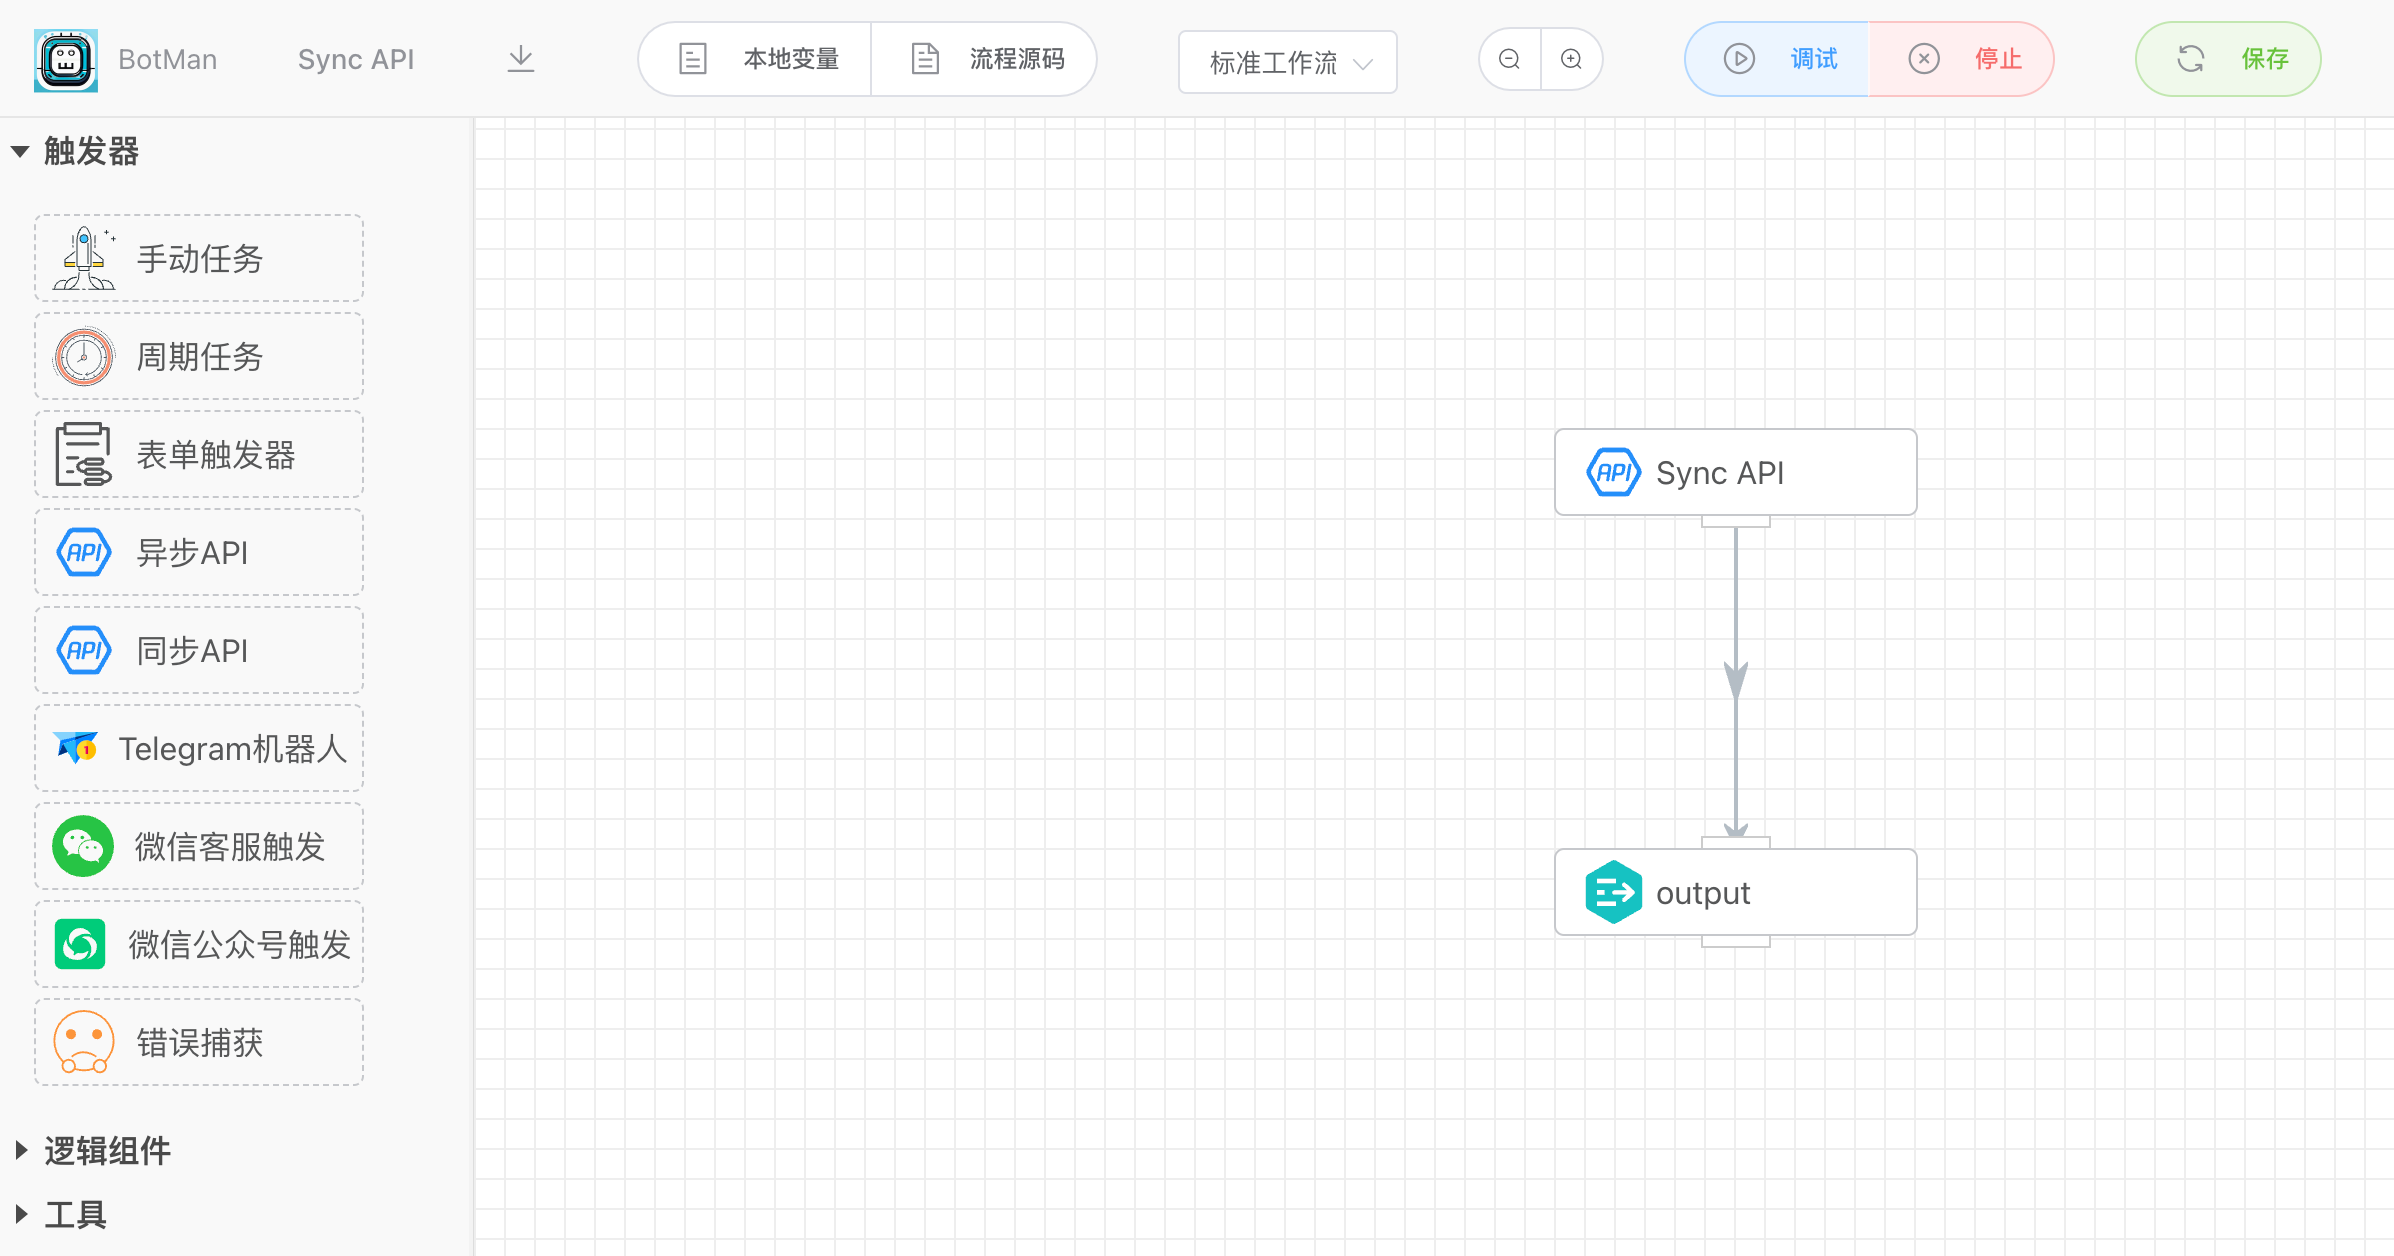 BotMan
Sync API
本地变量
流程源码
标准工作流
调试
停止
保存
触发器
手动任务
周期任务
表单触发器
API 异步API
API 同步API
1 Telegram机器人
微信客服触发
微信公众号触发
错误捕获
逻辑组件
工具
API Sync API
output